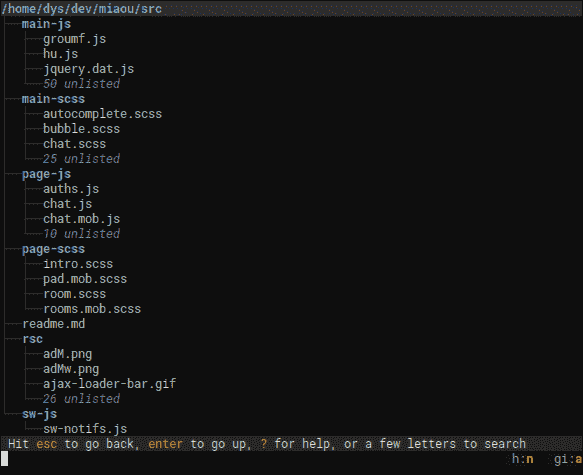 /home/dys/dev/miaou/src
main-js
groumf.js
hu.js
jquery.dat.js
50 unlisted
main-scss
autocomplete.scss
bubble.scss
chat.scss
25 unlisted
page-js
auths.js
chat.js
chat.mob.js
10 unlisted
page-scss
intro.scss
pad.mob.scss
room.scss
rooms.mob.scss
readme.md
rsc
adM.png
adMw.png
ajax-loader-bar.gif
26 unlisted
sw-js
sw-notifs.js
Hit esc to go back, enter to go up, ? for help, or a few letters to search
h:n gi:a